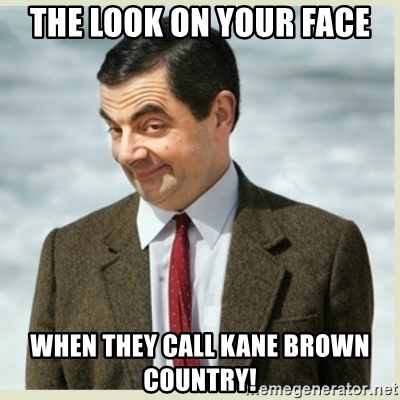 THE LOOK ON YOUR FACE
WHEN THEY CALL KANE BROWN
COUNTRY!
memegenerator.net